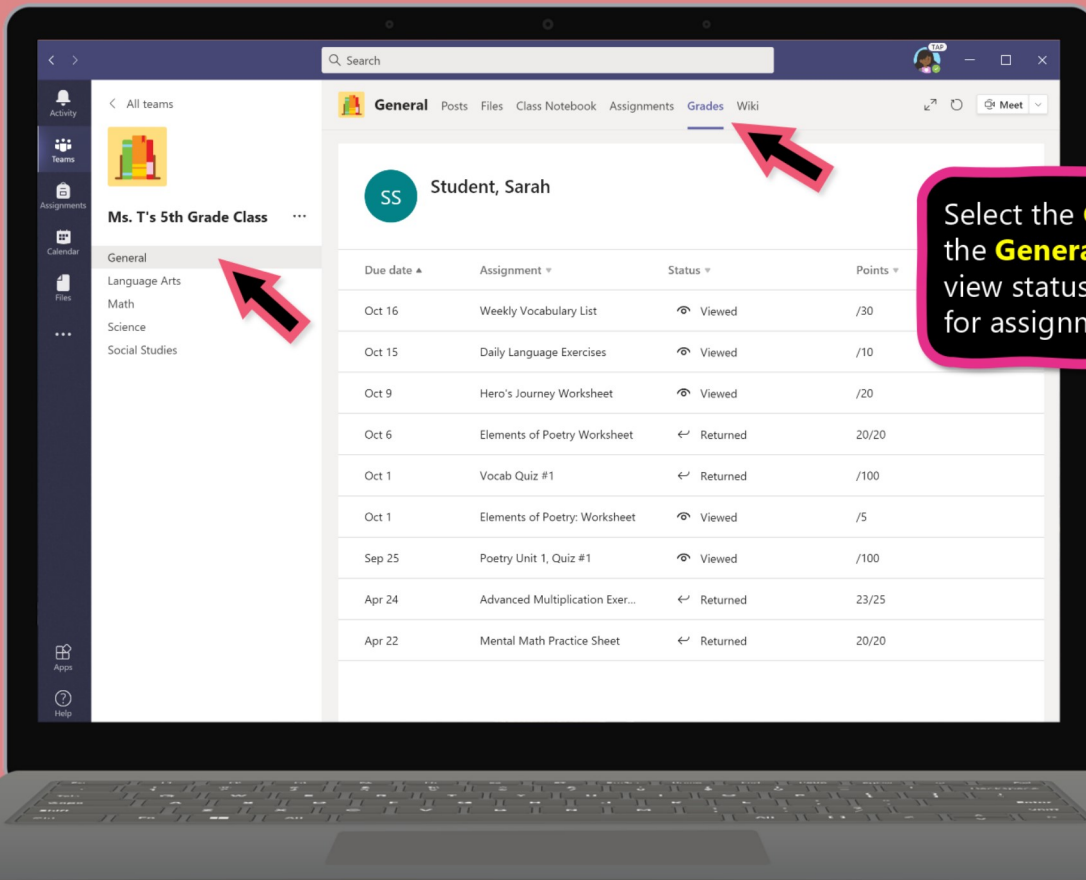 Search
TAP
Activity
Teams
Assignments
Calendar
Files
Apps
Help
All teams
Ms. T's 5th Grade Class
General
Language Arts
Math
Science
Social Studies
General Posts Files Class Notebook Assignments Grades Wiki
Meet
SS Student, Sarah
Due date Assignment Status Points
Oct 16 Weekly Vocabulary List Viewed /30
Oct 15 Daily Language Exercises Viewed /10
Oct 9 Hero's Journey Worksheet Viewed /20
Oct 6 Elements of Poetry Worksheet Returned 20/20
Oct 1 Vocab Quiz #1 Returned /100
Oct 1 Elements of Poetry: Worksheet Viewed /5
Sep 25 Poetry Unit 1, Quiz #1 Viewed /100
Apr 24 Advanced Multiplication Exer... Returned 23/25
Apr 22 Mental Math Practice Sheet Returned 20/20
Select the
the Genera
view status
for assignm